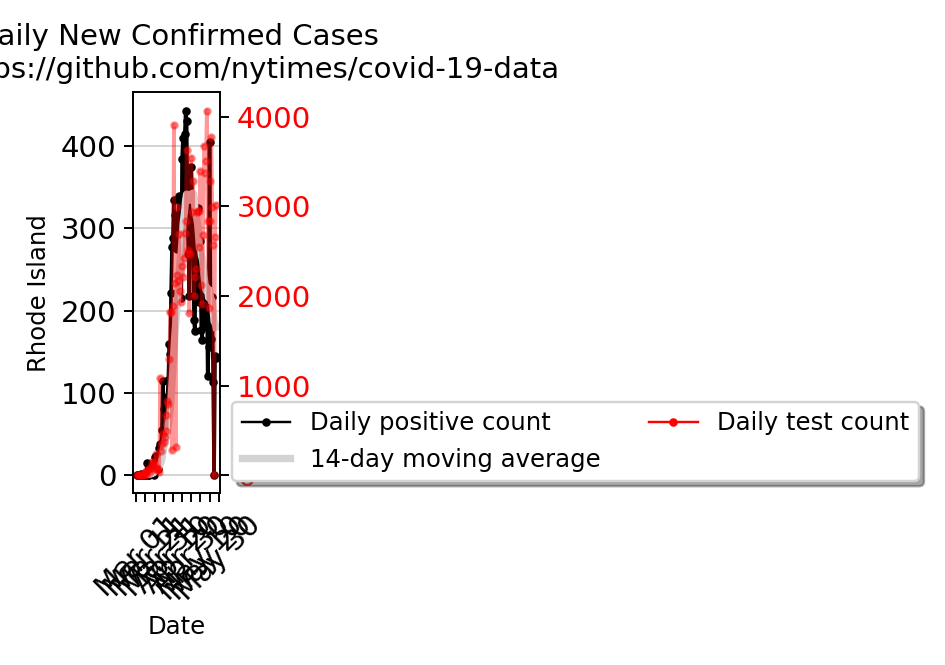 aily New Confirmed Cases
ps://github.com/nytimes/covid-19-data
400
300
200
100
0
4000
3000
2000
1000
Rhode Island
Daily positive count
Daily test count
14-day moving average
Date